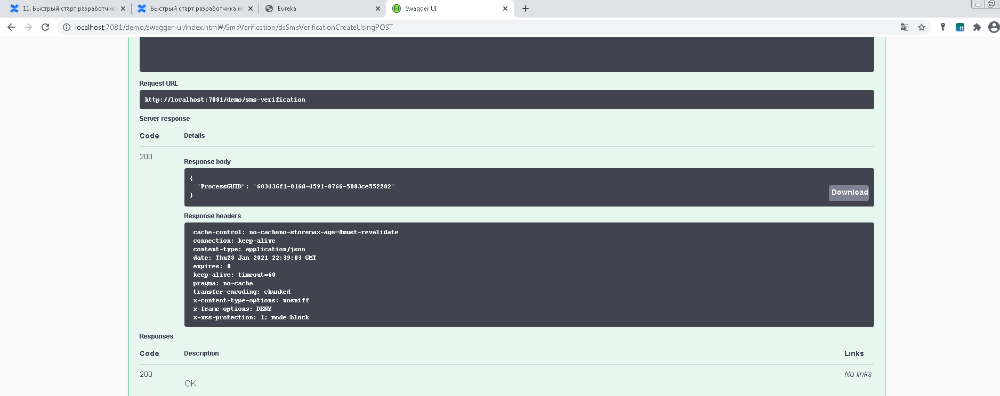 11. Быстрый старт разработчик
Быстрый старт разработчика м
Eureka
Swagger UI
localhost:7081/demo/swagger-ui/index.html#/SmsVerification/dsSmsVerificationCreateUsingPOST
Request URL
http://localhost:7081/demo/sms-verification
Server response
Code Details
200
Response body
{
"ProcessGUID": "603436f1-016d-4591-8766-5803ce552282"
}
Download
Response headers
cache-control: no-cacheno-storemax-age=0must-revalidate
connection: keep-alive
content-type: application/json
date: Thu28 Jan 2021 22:39:03 GMT
expires: 0
keep-alive: timeout=60
pragma: no-cache
transfer-encoding: chunked
x-content-type-options: nosniff
x-frame-options: DENY
x-xss-protection: 1; mode=block
Responses
Code Description Links
200 No links
OK